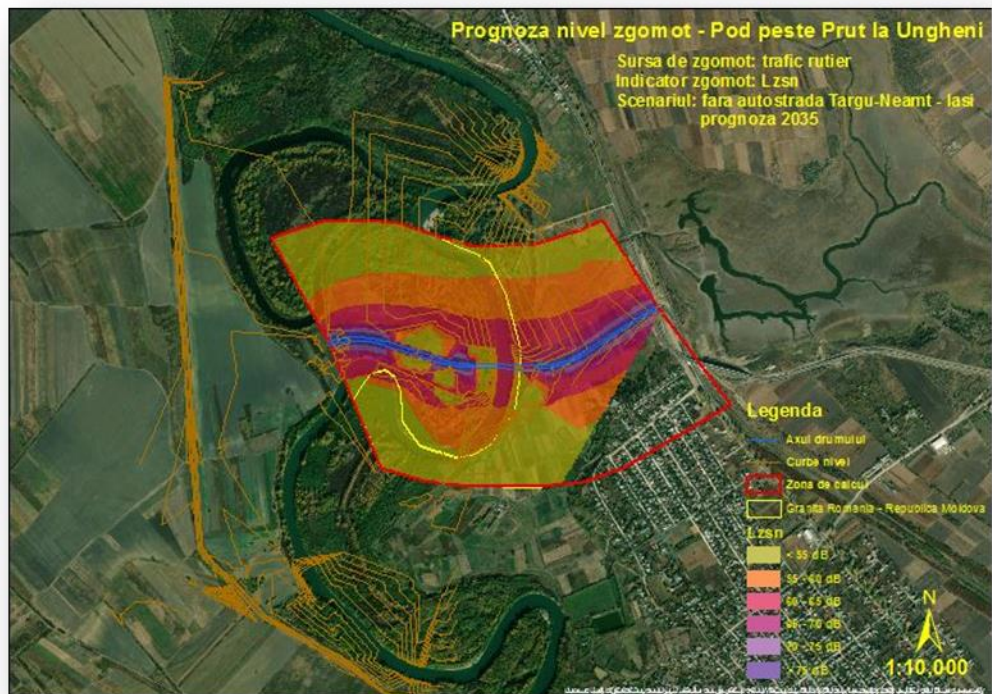 Prognoza nivel zgomot - Pod peste Prut la Ungheni
Sursa de zgomot: trafic rutier
Indicator zgomot: Lzsn
Scenariul: fara autostrada Targu-Neamt - Iasi
prognoza 2035
Legenda
Axul drumului
Curbe nivel
Zona de calcul
Granita Romania - Republica Moldova
Lzsn
< 55 dB
55 - 60 dB
60 - 65 dB
65 - 70 dB
70 - 75 dB
> 75 dB
N
1:10,000